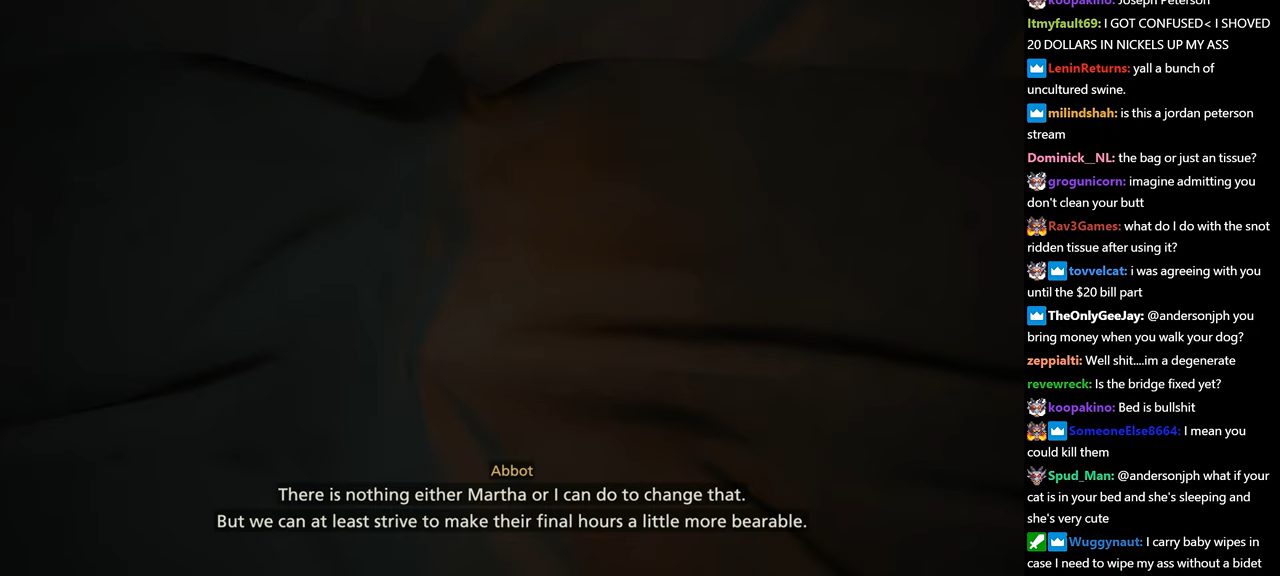 Abbot
There is nothing either Martha or I can do to change that.
But we can at least strive to make their final hours a little more bearable.
koopakino: Joseph Peterson
Itmyfault69: I GOT CONFUSED< I SHOVED
20 DOLLARS IN NICKELS UP MY ASS
LeninReturns: yall a bunch of
uncultured swine.
milindshah: is this a jordan peterson
stream
Dominick__NL: the bag or just an tissue?
grogunicorn: imagine admitting you
don't clean your butt
Rav3Games: what do I do with the snot
ridden tissue after using it?
tovvelcat: i was agreeing with you
until the $20 bill part
TheOnlyGeeJay: @andersonjph you
bring money when you walk your dog?
zeppialti: Well shit....im a degenerate
revewreck: Is the bridge fixed yet?
koopakino: Bed is bullshit
SomeoneElse8664: I mean you
could kill them
Spud_Man: @andersonjph what if your
cat is in your bed and she's sleeping and
she's very cute
Wuggynaut: I carry baby wipes in
case I need to wipe my ass without a bidet